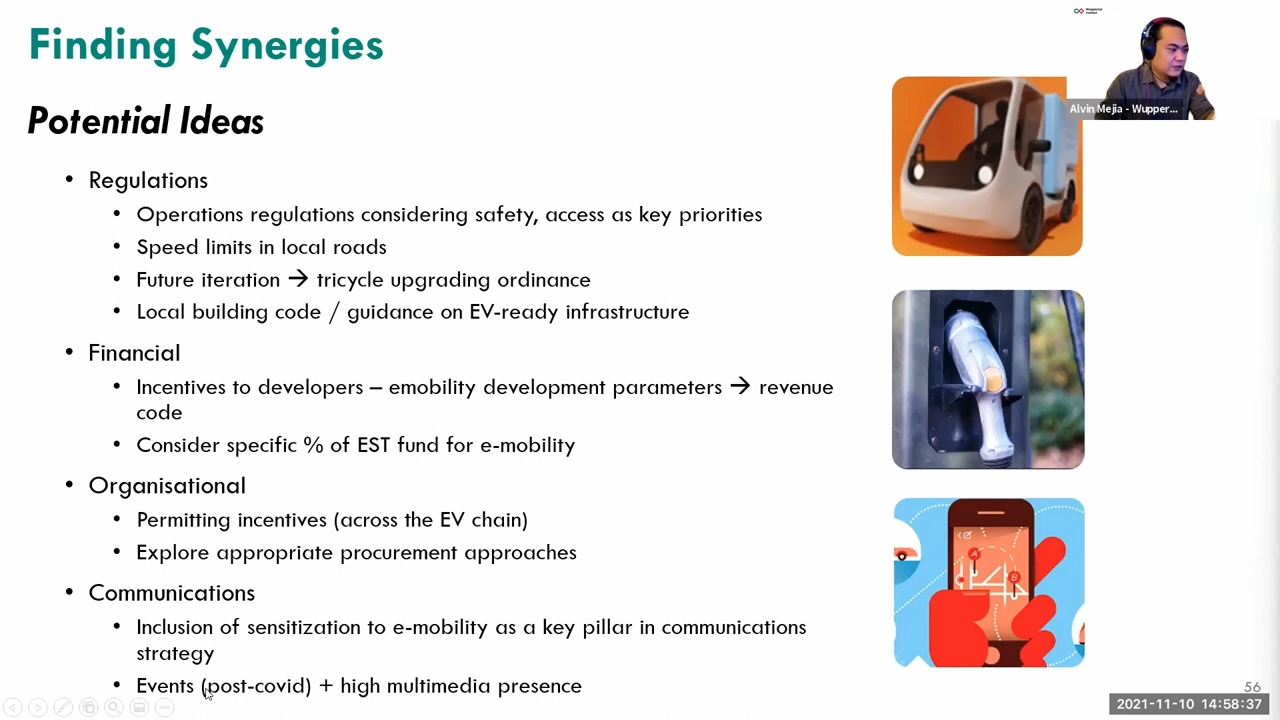 Finding Synergies
Wuppertal
Institut
Alvin Mejia - Wupper...
Potential Ideas
• Regulations
• Operations regulations considering safety, access as key priorities
• Speed limits in local roads
• Future iteration → tricycle upgrading ordinance
• Local building code / guidance on EV-ready infrastructure
• Financial
• Incentives to developers – emobility development parameters → revenue
code
• Consider specific % of EST fund for e-mobility
• Organisational
• Permitting incentives (across the EV chain)
• Explore appropriate procurement approaches
• Communications
• Inclusion of sensitization to e-mobility as a key pillar in communications
strategy
• Events (post-covid) + high multimedia presence
A
B
56
2021-11-10 14:58:37